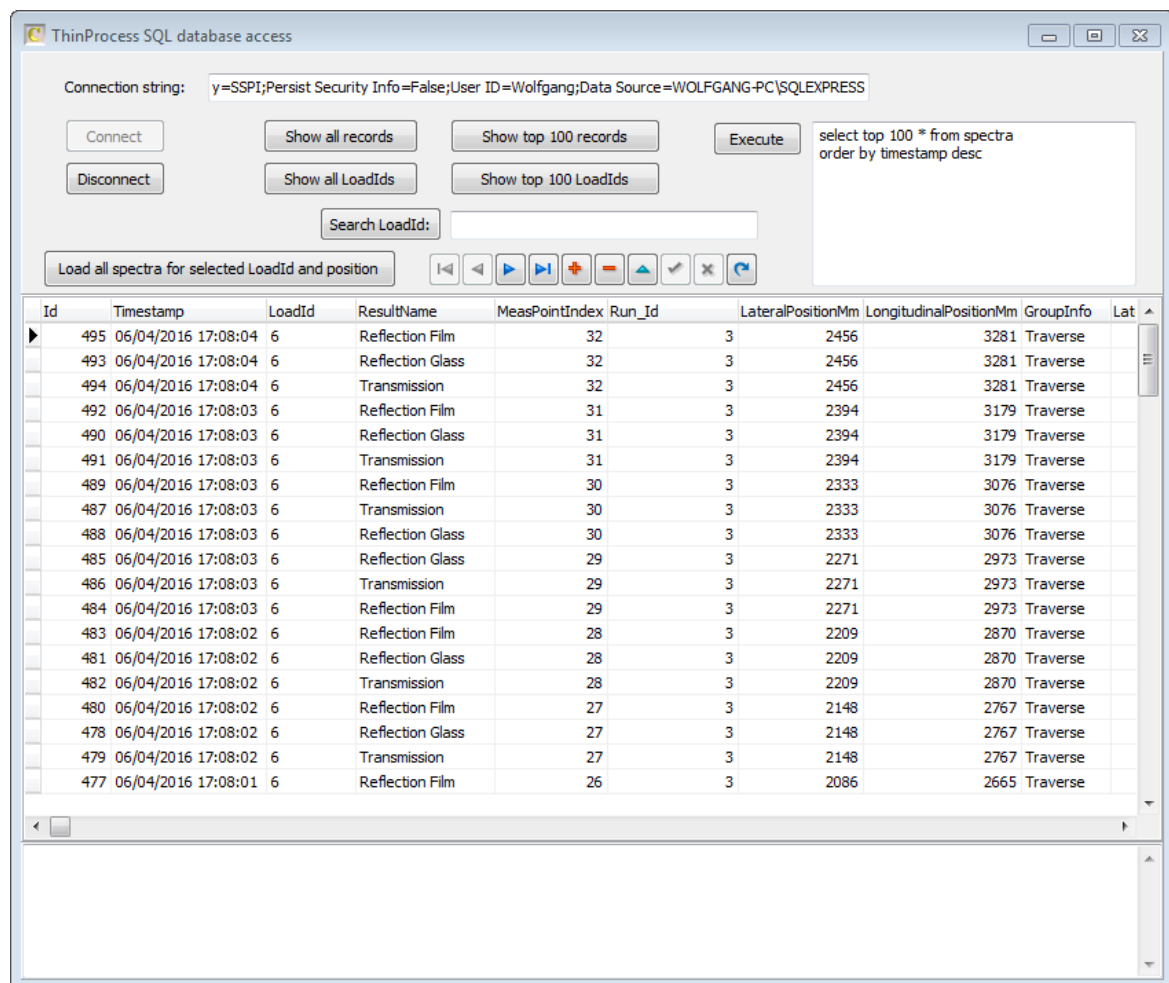 ThinProcess SQL database access
Connection string: y=SSPI;Persist Security Info=False;User ID=Wolfgang;Data Source=WOLFGANG-PC\SQLEXPRESS
Connect Show all records Show top 100 records Execute select top 100 * from spectra
order by timestamp desc
Disconnect Show all LoadIds Show top 100 LoadIds
Search LoadId:
Load all spectra for selected LoadId and position
Id Timestamp LoadId ResultName MeasPointIndex Run_Id LateralPositionMm LongitudinalPositionMm GroupInfo Lat
495 06/04/2016 17:08:04 6 Reflection Film 32 3 2456 3281 Traverse
493 06/04/2016 17:08:04 6 Reflection Glass 32 3 2456 3281 Traverse
494 06/04/2016 17:08:04 6 Transmission 32 3 2456 3281 Traverse
492 06/04/2016 17:08:03 6 Reflection Film 31 3 2394 3179 Traverse
490 06/04/2016 17:08:03 6 Reflection Glass 31 3 2394 3179 Traverse
491 06/04/2016 17:08:03 6 Transmission 31 3 2394 3179 Traverse
489 06/04/2016 17:08:03 6 Reflection Film 30 3 2333 3076 Traverse
487 06/04/2016 17:08:03 6 Transmission 30 3 2333 3076 Traverse
488 06/04/2016 17:08:03 6 Reflection Glass 30 3 2333 3076 Traverse
485 06/04/2016 17:08:03 6 Reflection Glass 29 3 2271 2973 Traverse
486 06/04/2016 17:08:03 6 Transmission 29 3 2271 2973 Traverse
484 06/04/2016 17:08:03 6 Reflection Film 29 3 2271 2973 Traverse
483 06/04/2016 17:08:02 6 Reflection Film 28 3 2209 2870 Traverse
481 06/04/2016 17:08:02 6 Reflection Glass 28 3 2209 2870 Traverse
482 06/04/2016 17:08:02 6 Transmission 28 3 2209 2870 Traverse
480 06/04/2016 17:08:02 6 Reflection Film 27 3 2148 2767 Traverse
478 06/04/2016 17:08:02 6 Reflection Glass 27 3 2148 2767 Traverse
479 06/04/2016 17:08:02 6 Transmission 27 3 2148 2767 Traverse
477 06/04/2016 17:08:01 6 Reflection Film 26 3 2086 2665 Traverse